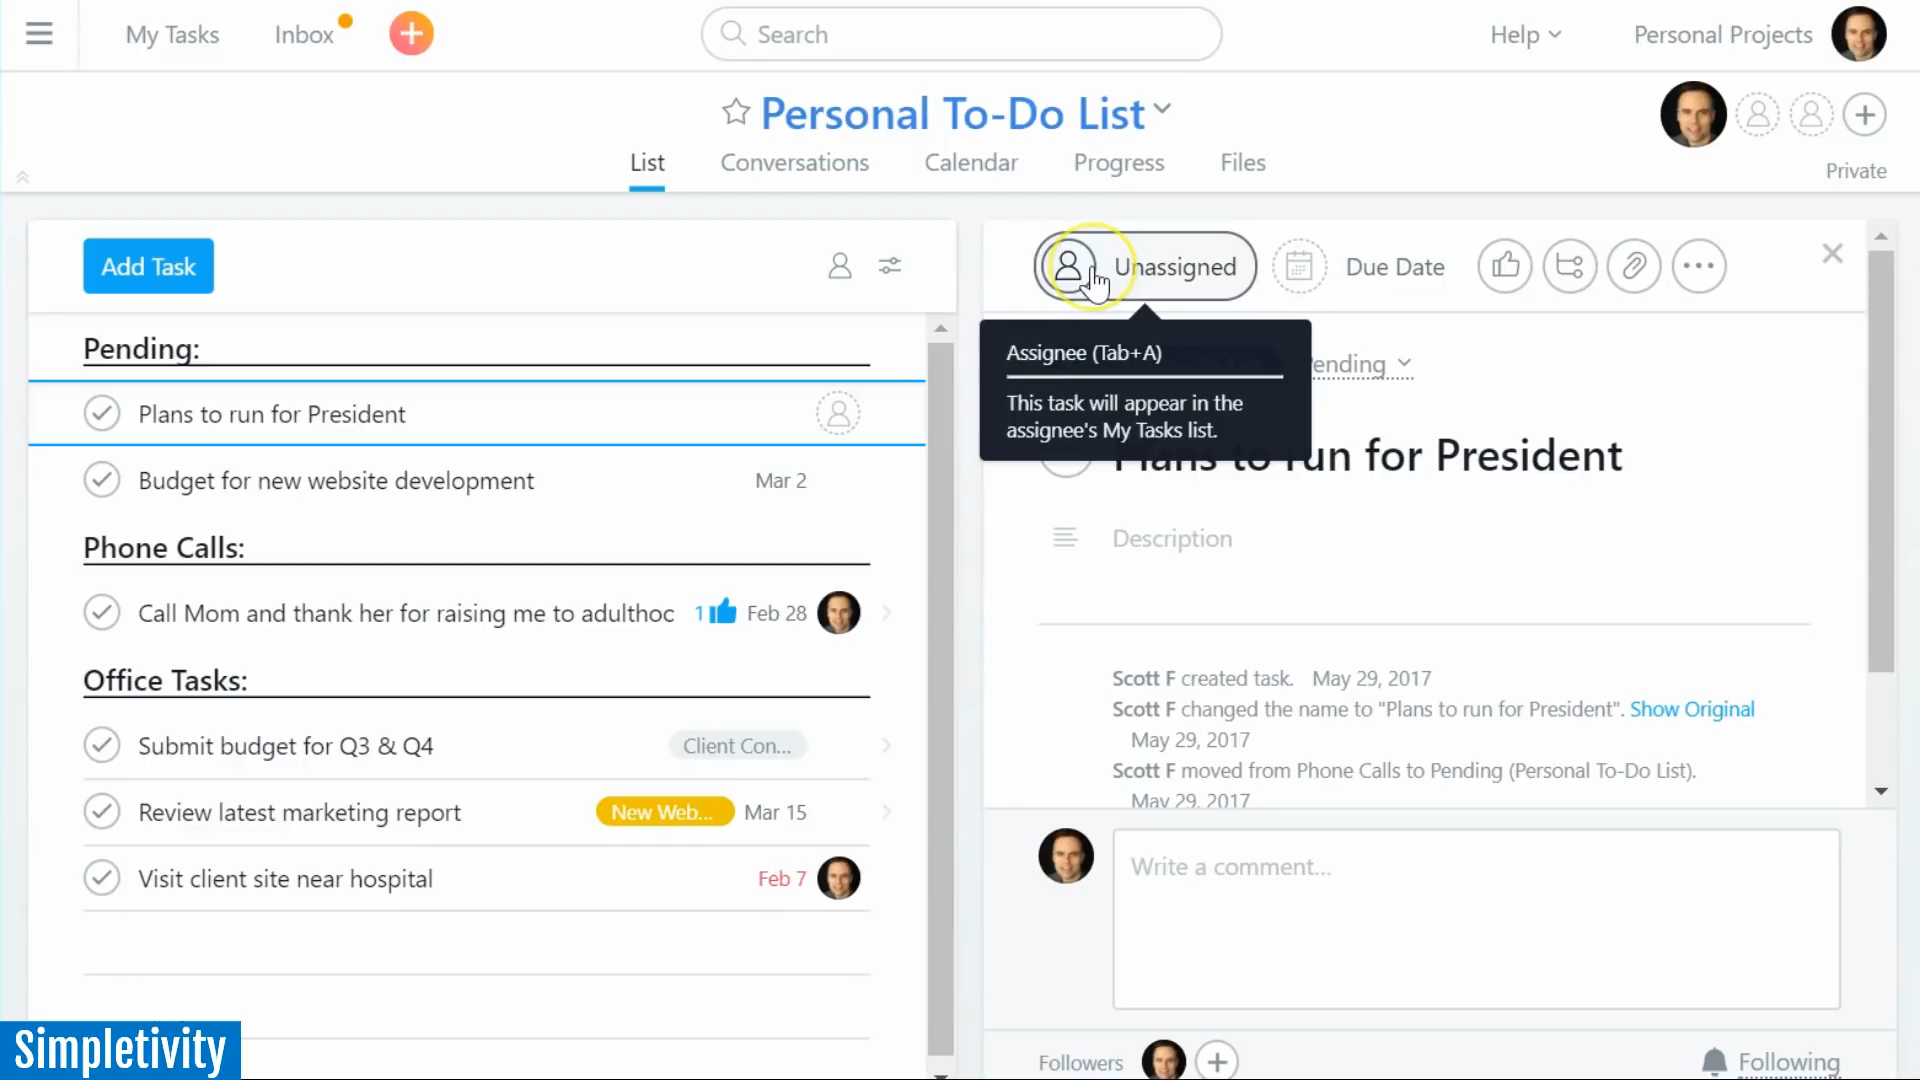 My Tasks
Inbox
Search
Help
Personal Projects
Personal To-Do List
List
Conversations
Calendar
Progress
Files
Private
Add Task
Pending:
Plans to run for President
Budget for new website development
Mar 2
Phone Calls:
Call Mom and thank her for raising me to adulthoc
1
Feb 28
Office Tasks:
Submit budget for Q3 & Q4
Client Con...
Review latest marketing report
New Web...
Mar 15
Visit client site near hospital
Feb 7
Unassigned
Due Date
Assignee (Tab+A)
This task will appear in the
assignee's My Tasks list.
ending
Plans to run for President
Description
Scott F created task. May 29, 2017
Scott F changed the name to "Plans to run for President". Show Original
May 29, 2017
Scott F moved from Phone Calls to Pending (Personal To-Do List).
May 29, 2017
Write a comment...
Followers
Following
Simpletivity